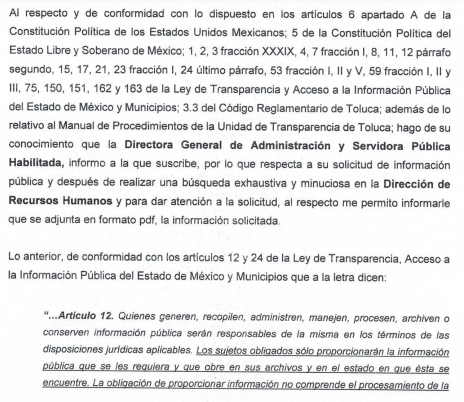 Al respecto y de conformidad con lo dispuesto en los artículos 6 apartado A de la
Constitución Política de los Estados Unidos Mexicanos; 5 de la Constitución Política del
Estado Libre y Soberano de México; 1, 2, 3 fracción XXXIX, 4, 7 fracción I, 8, 11, 12 párrafo
segundo, 15, 17, 21, 23 fracción I, 24 último párrafo, 53 fracción I, II y V, 59 fracción I, II y
III, 75, 150, 151, 162 y 163 de la Ley de Transparencia y Acceso a la Información Pública
del Estado de México y Municipios; 3.3 del Código Reglamentario de Toluca; además de lo
relativo al Manual de Procedimientos de la Unidad de Transparencia de Toluca; hago de su
conocimiento que la Directora General de Administración y Servidora Pública
Habilitada, informo a la que suscribe, por lo que respecta a su solicitud de información
pública y después de realizar una búsqueda exhaustiva y minuciosa en la Dirección de
Recursos Humanos y para dar atención a la solicitud, al respecto me permito informarle
que se adjunta en formato pdf, la información solicitada.
Lo anterior, de conformidad con los artículos 12 y 24 de la Ley de Transparencia, Acceso a
la Información Pública del Estado de México y Municipios que a la letra dicen:
“...Artículo 12. Quienes generen, recopilen, administren, manejen, procesen, archiven o
conserven información pública serán responsables de la misma en los términos de las
disposiciones jurídicas aplicables. Los sujetos obligados sólo proporcionarán la información
pública que se les requiera y que obre en sus archivos y en el estado en que ésta se
encuentre. La obligación de proporcionar información no comprende el procesamiento de la